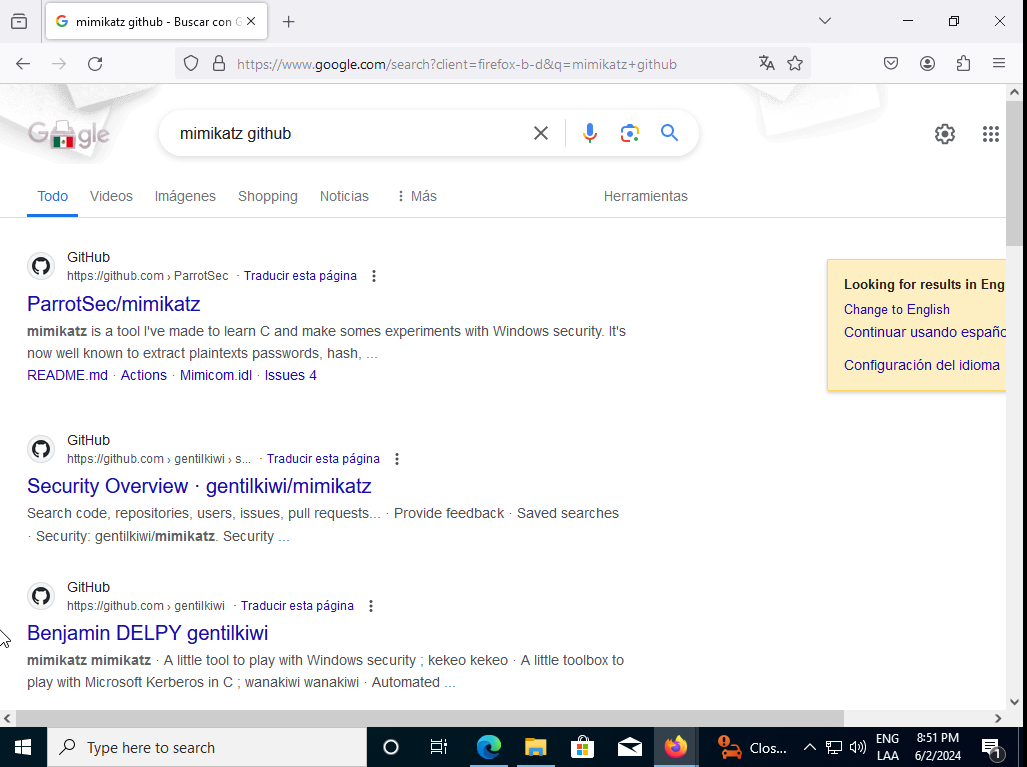 mimikatz github - Buscar con G
https://www.google.com/search?client=firefox-b-d&q=mimikatz+github
Google
mimikatz github
Todo Videos Imágenes Shopping Noticias Más Herramientas
GitHub
https://github.com › ParrotSec · Traducir esta página
ParrotSec/mimikatz
mimikatz is a tool I've made to learn C and make somes experiments with Windows security. It's
now well known to extract plaintexts passwords, hash, ...
README.md · Actions · Mimicom.idl · Issues 4
Looking for results in Eng
Change to English
Continuar usando españo
Configuración del idioma
GitHub
https://github.com › gentilkiwi › s... · Traducir esta página
Security Overview · gentilkiwi/mimikatz
Search code, repositories, users, issues, pull requests... · Provide feedback · Saved searches
· Security: gentilkiwi/mimikatz. Security ...
GitHub
https://github.com › gentilkiwi · Traducir esta página
Benjamin DELPY gentilkiwi
mimikatz mimikatz · A little tool to play with Windows security ; kekeo kekeo · A little toolbox to
play with Microsoft Kerberos in C ; wanakiwi wanakiwi · Automated ...
Type here to search
Clos...
ENG
LAA
8:51 PM
6/2/2024
1